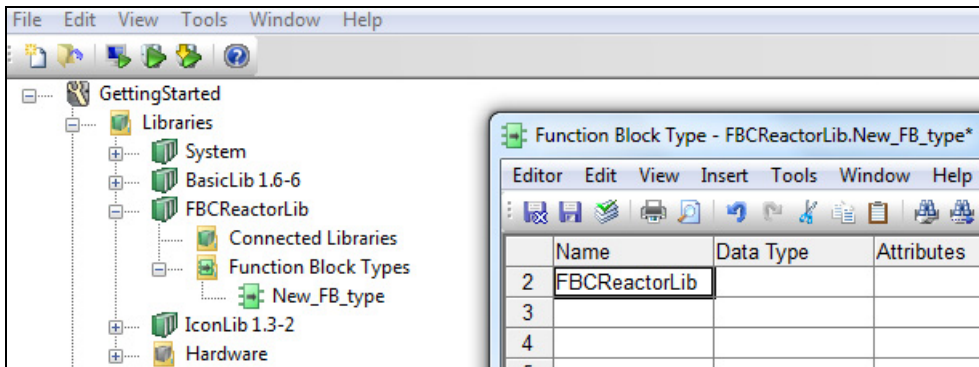 File Edit View Tools Window Help
GettingStarted
Libraries
System
BasicLib 1.6-6
FBCReactorLib
Connected Libraries
Function Block Types
New_FB_type
IconLib 1.3-2
Hardware
Function Block Type - FBCReactorLib.New_FB_type*
Editor Edit View Insert Tools Window Help
Name Data Type Attributes
2 FBCReactorLib
3
4